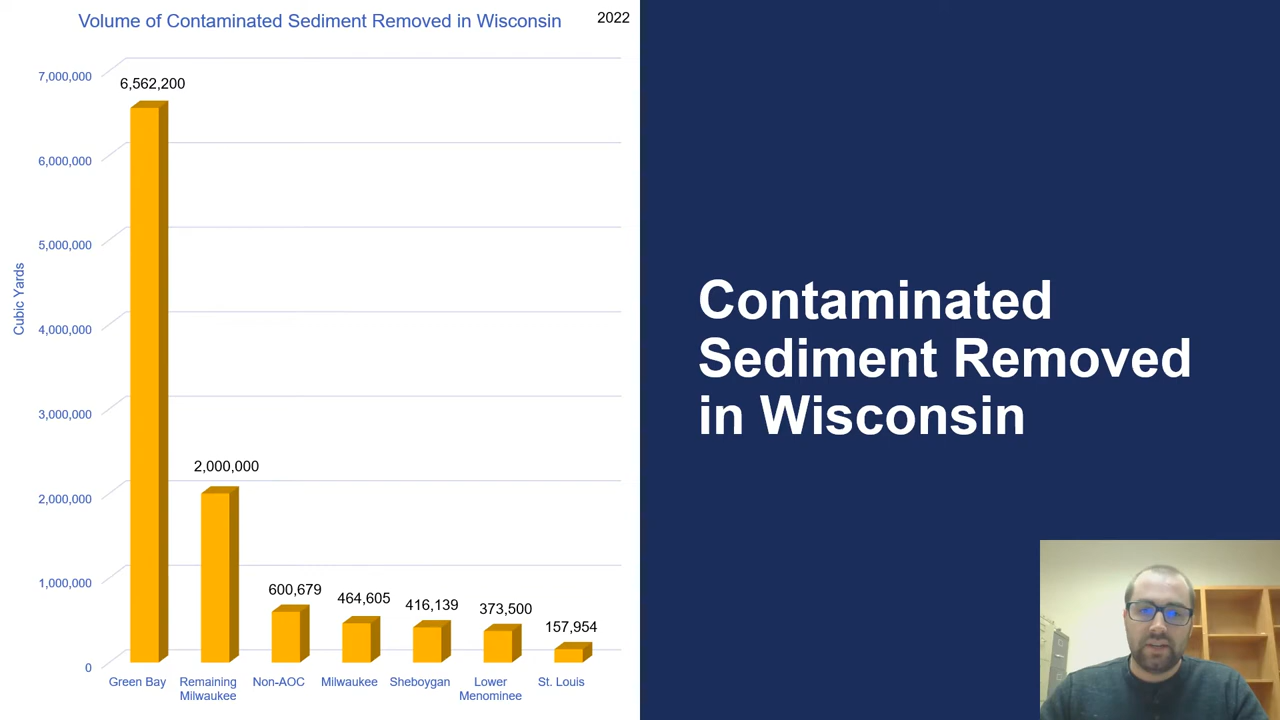 Volume of Contaminated Sediment Removed in Wisconsin
2022
Cubic Yards
7,000,000
6,000,000
5,000,000
4,000,000
3,000,000
2,000,000
1,000,000
0
6,562,200
2,000,000
600,679
464,605
416,139
373,500
157,954
Green Bay
Remaining
Milwaukee
Non-AOC
Milwaukee
Sheboygan
Lower
Menominee
St. Louis
Contaminated
Sediment Removed
in Wisconsin